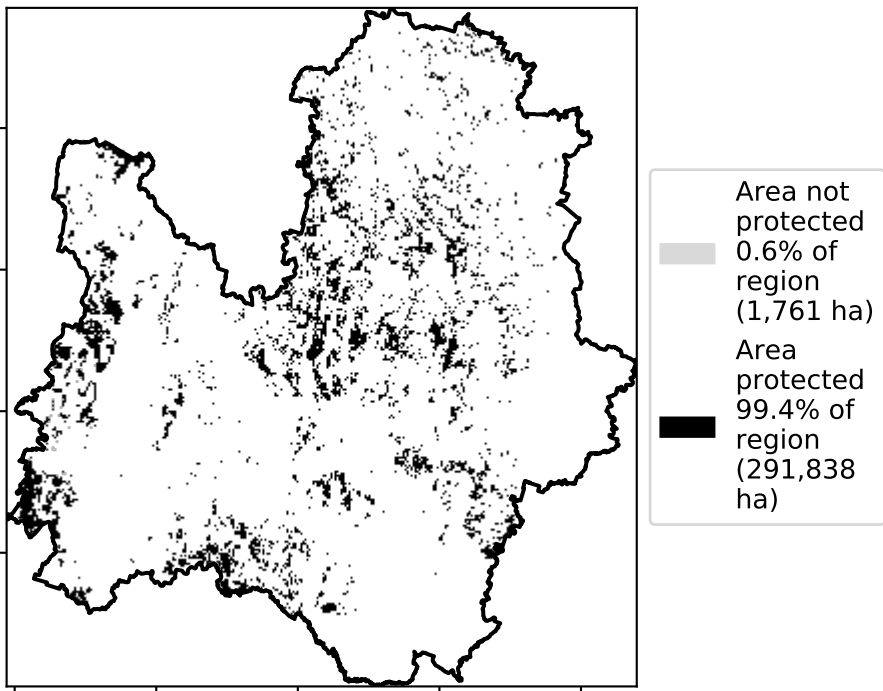 Area not
protected
0.6% of
region
(1,761 ha)
Area
protected
99.4% of
region
(291,838
ha)